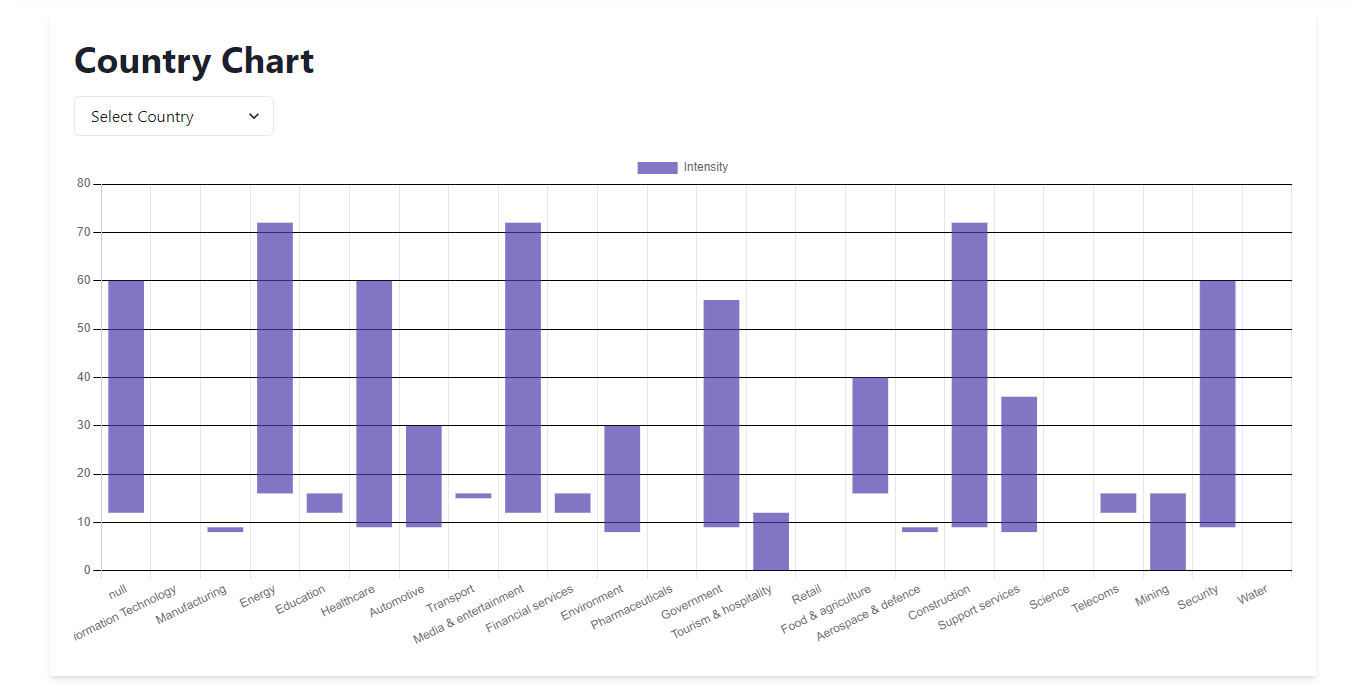 Country Chart
Select Country
Intensity
80
70
60
50
40
30
20
10
0
null
formation Technology
Manufacturing
Energy
Education
Healthcare
Automotive
Transport
Media & entertainment
Financial services
Environment
Pharmaceuticals
Government
Tourism & hospitality
Retail
Food & agriculture
Aerospace & defence
Construction
Support services
Science
Telecoms
Mining
Security
Water